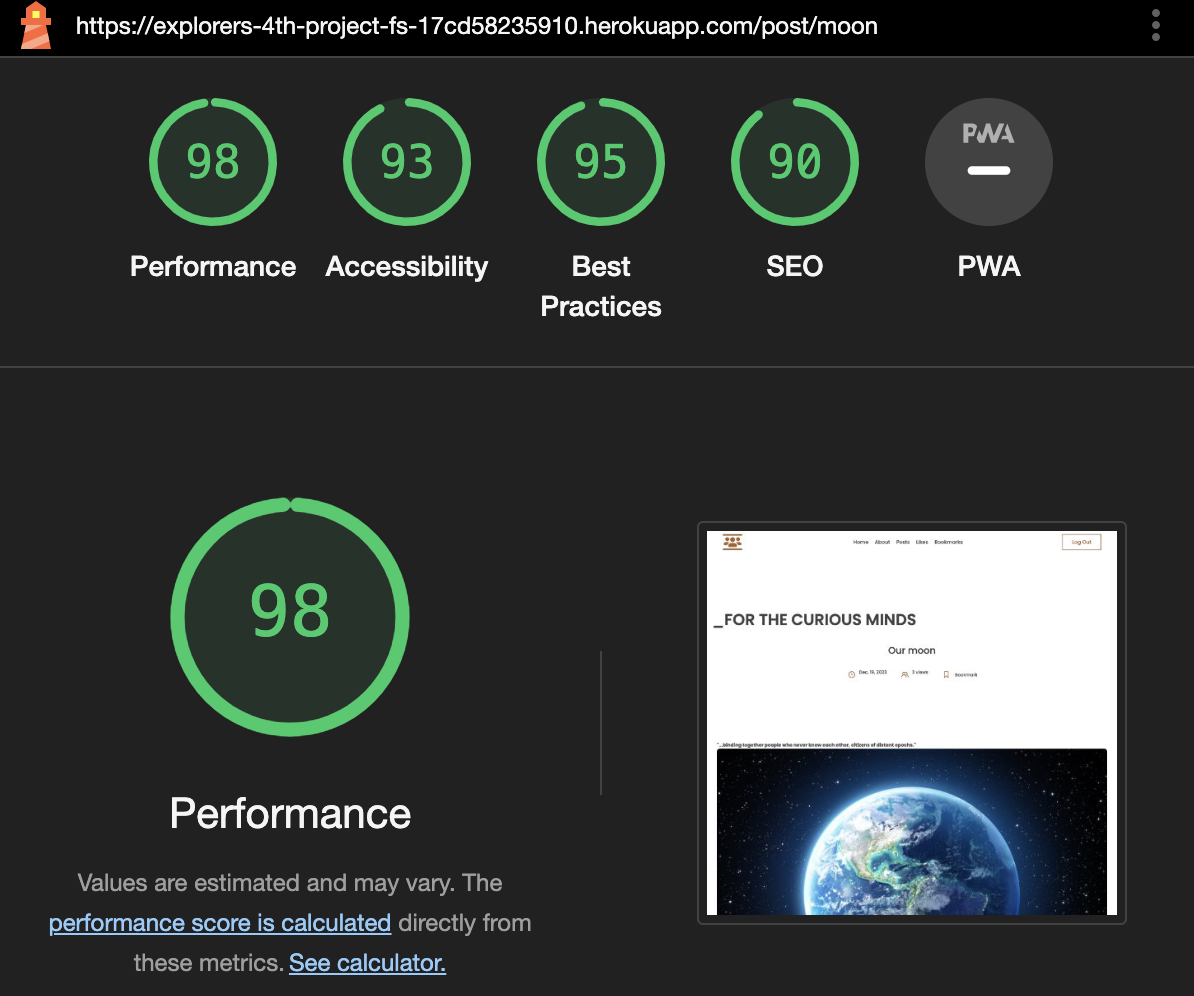 https://explorers-4th-project-fs-17cd58235910.herokuapp.com/post/moon
98
93
95
90
PWA
Performance
Accessibility
Best
Practices
SEO
PWA
98
Performance
Values are estimated and may vary. The
performance score is calculated directly from
these metrics. See calculator.
Home About Posts Likes Bookmarks
Log Out
_FOR THE CURIOUS MINDS
Our moon
Dec. 19, 2023 3 views Bookmark
"...binding together people who never knew each other, citizens of distant epochs."